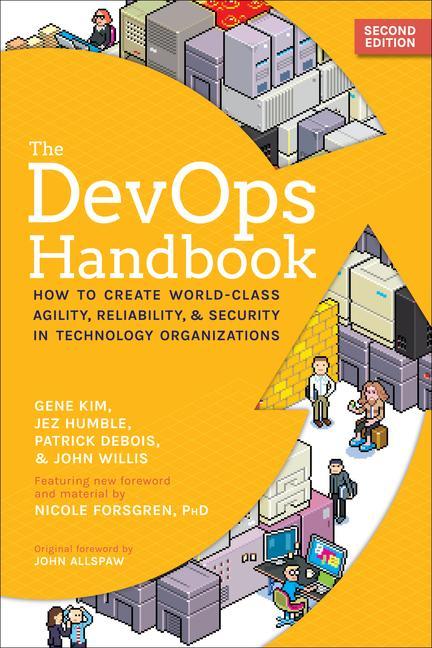 SECOND
EDITION
The
DevOps
Handbook
HOW TO CREATE WORLD-CLASS
AGILITY, RELIABILITY, & SECURITY
IN TECHNOLOGY ORGANIZATIONS
GENE KIM,
JEZ HUMBLE,
PATRICK DEBOIS,
& JOHN WILLIS
Featuring new foreword
and material by
NICOLE FORSGREN, PhD
Original foreword by
JOHN ALLSPAW